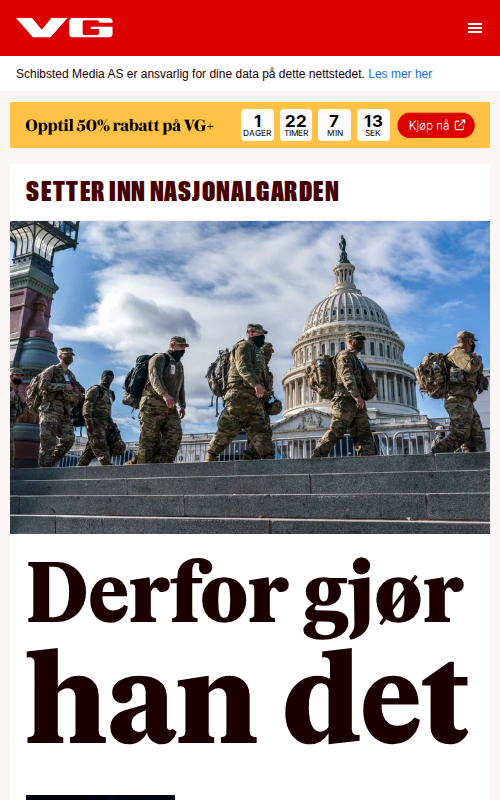 VG
Schibsted Media AS er ansvarlig for dine data på dette nettstedet. Les mer her
Opptil 50% rabatt på VG+
1 22 7 13
DAGER TIMER MIN SEK
Kjøp nå
SETTER INN NASJONALGARDEN
Derfor gjør
han det